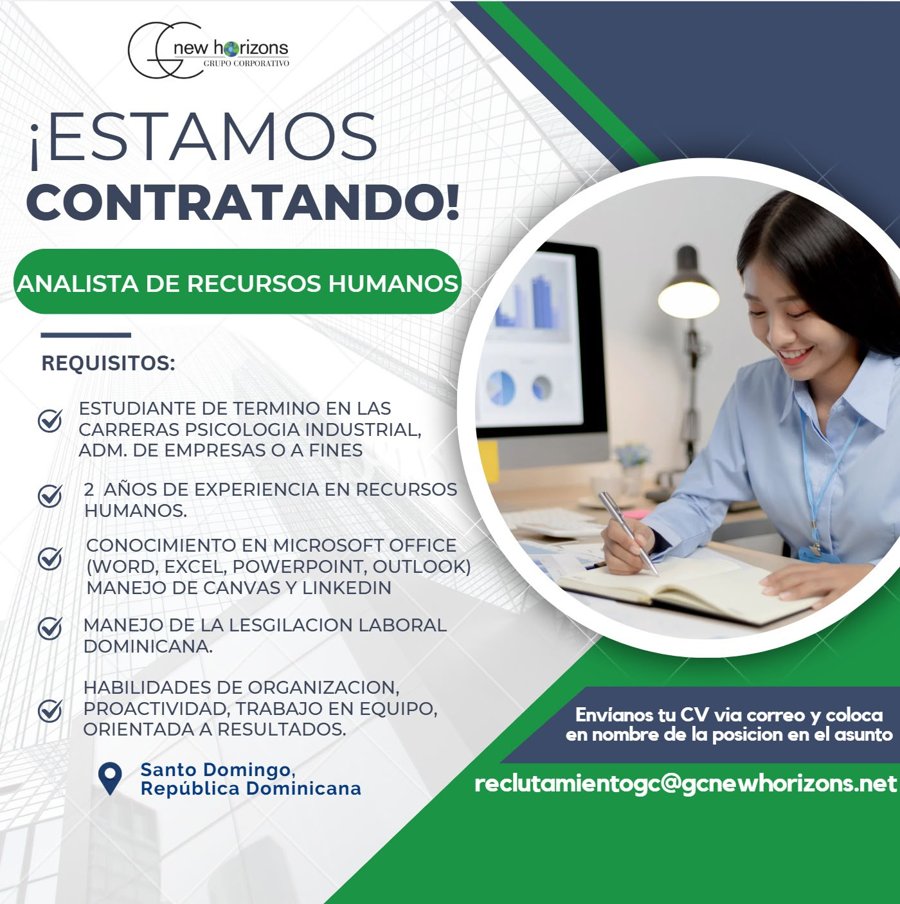 GC new horizons
GRUPO CORPORATIVO
¡ESTAMOS
CONTRATANDO!
ANALISTA DE RECURSOS HUMANOS
REQUISITOS:
ESTUDIANTE DE TERMINO EN LAS
CARRERAS PSICOLOGIA INDUSTRIAL,
ADM. DE EMPRESAS O A FINES
2 AÑOS DE EXPERIENCIA EN RECURSOS
HUMANOS.
CONOCIMIENTO EN MICROSOFT OFFICE
(WORD, EXCEL, POWERPOINT, OUTLOOK)
MANEJO DE CANVAS Y LINKEDIN
MANEJO DE LA LESGILACION LABORAL
DOMINICANA.
HABILIDADES DE ORGANIZACION,
PROACTIVIDAD, TRABAJO EN EQUIPO,
ORIENTADA A RESULTADOS.
Santo Domingo,
República Dominicana
Envíanos tu CV via correo y coloca
en nombre de la posicion en el asunto
reclutamientogc@gcnewhorizons.net